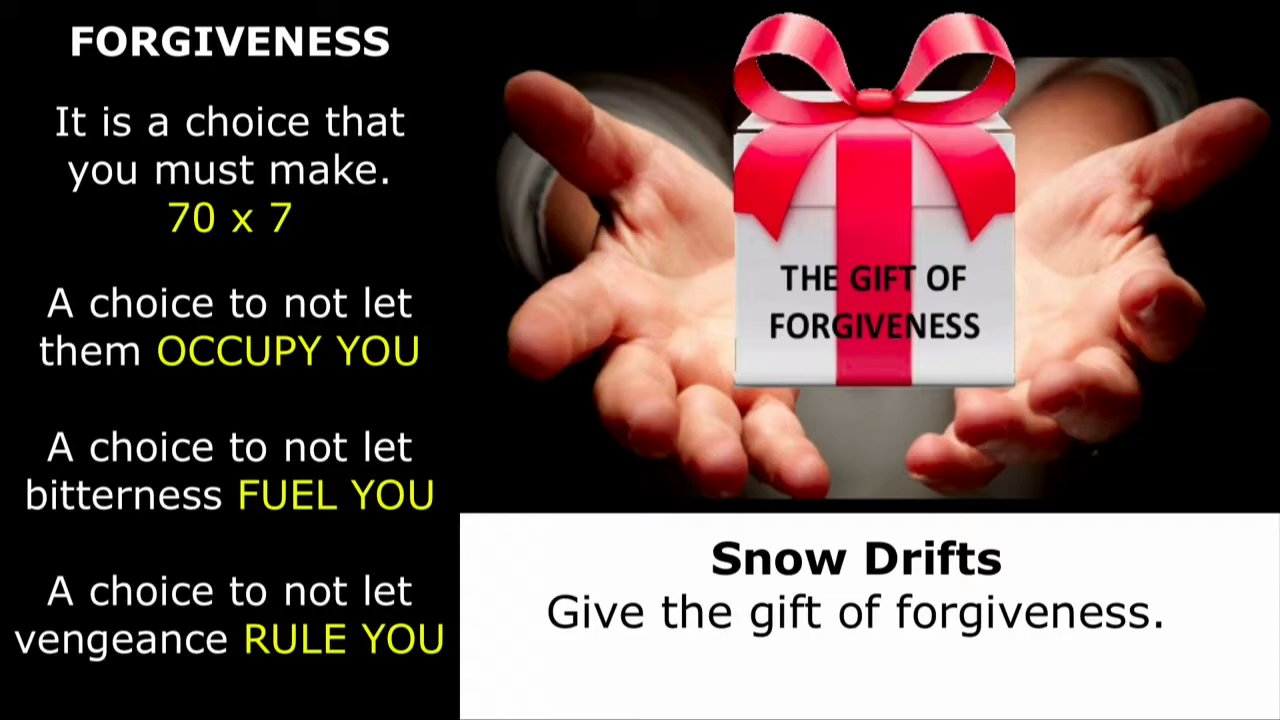 FORGIVENESS
It is a choice that
you must make.
70 x 7
A choice to not let
them OCCUPY YOU
A choice to not let
bitterness FUEL YOU
A choice to not let
vengeance RULE YOU
THE GIFT OF
FORGIVENESS
Snow Drifts
Give the gift of forgiveness.